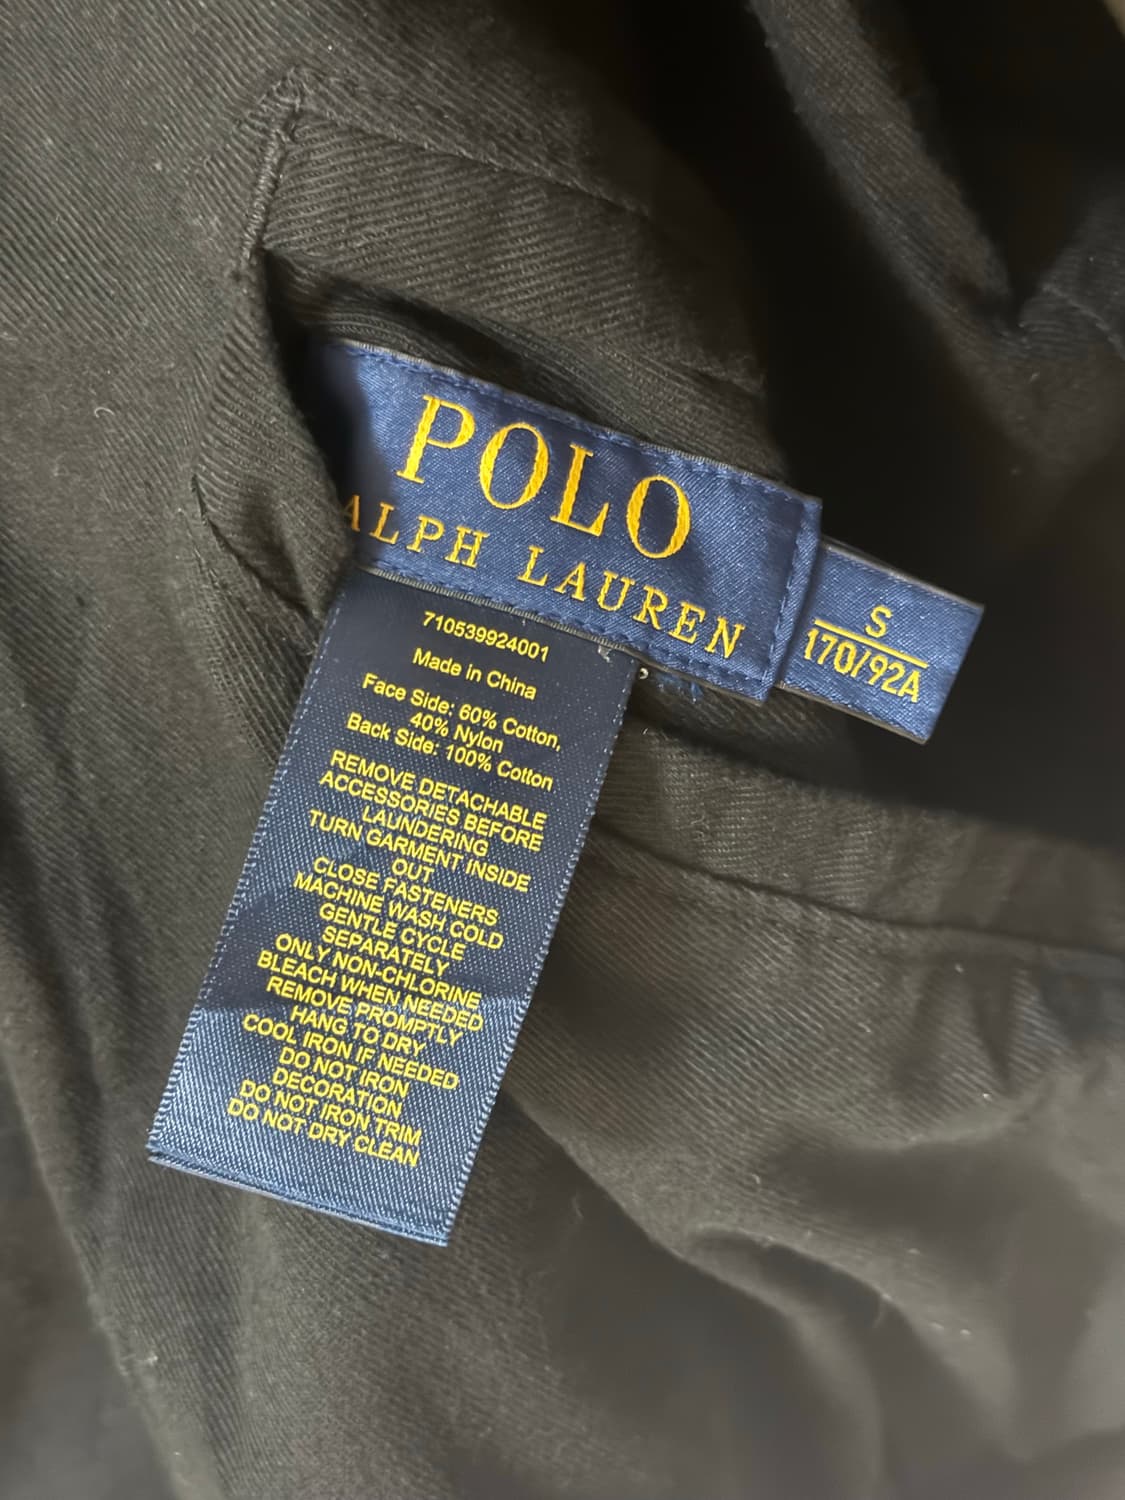 POLO
ALPH LAUREN
S
170/92A
710539924001
Made in China
Face Side: 60% Cotton,
40% Nylon
Back Side: 100% Cotton
REMOVE DETACHABLE
ACCESSORIES BEFORE
LAUNDERING
TURN GARMENT INSIDE
OUT
CLOSE FASTENERS
MACHINE WASH COLD
GENTLE CYCLE
SEPARATELY
ONLY NON-CHLORINE
BLEACH WHEN NEEDED
REMOVE PROMPTLY
HANG TO DRY
COOL IRON IF NEEDED
DO NOT IRON
DECORATION
DO NOT IRON TRIM
DO NOT DRY CLEAN